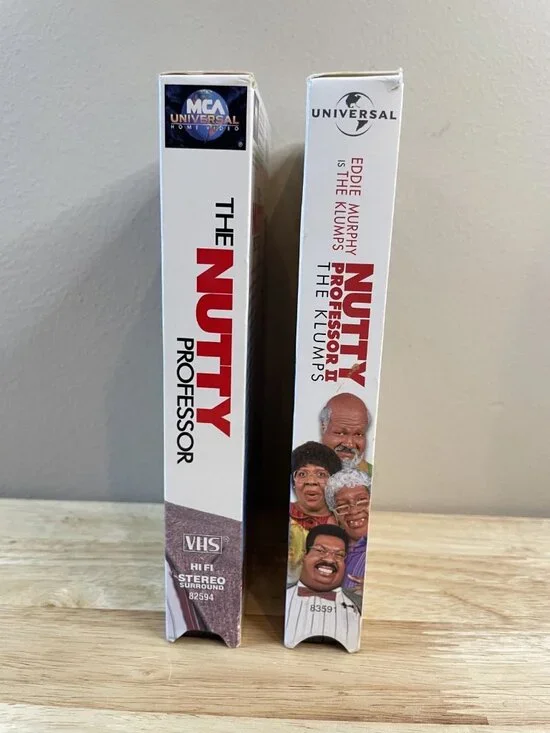 MCA
UNIVERSAL
HOME VIDEO
®
THE
NUTTY
PROFESSOR
VHS®
HI FI
STEREO
SURROUND
82594
UNIVERSAL
EDDIE MURPHY
IS THE KLUMPS
NUTTY
PROFESSOR II
THE KLUMPS
83591